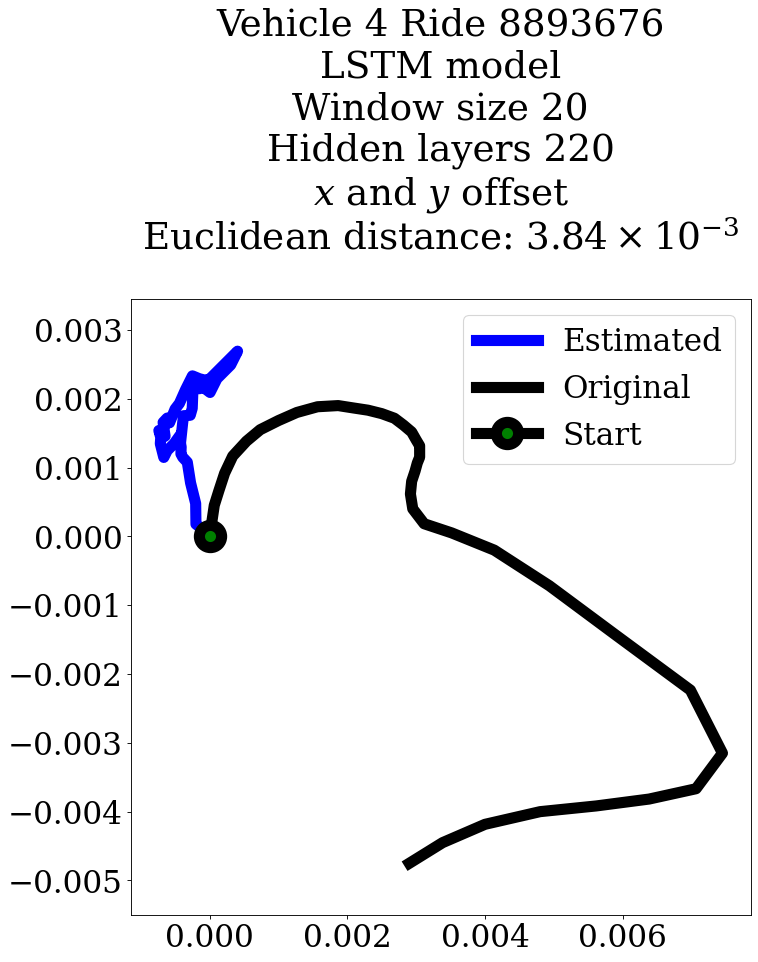 Vehicle 4 Ride 8893676
LSTM model
Window size 20
Hidden layers 220
x and y offset
Euclidean distance: 3.84 × 10⁻³
Estimated
Original
Start
0.003
0.002
0.001
0.000
−0.001
−0.002
−0.003
−0.004
−0.005
0.000 0.002 0.004 0.006